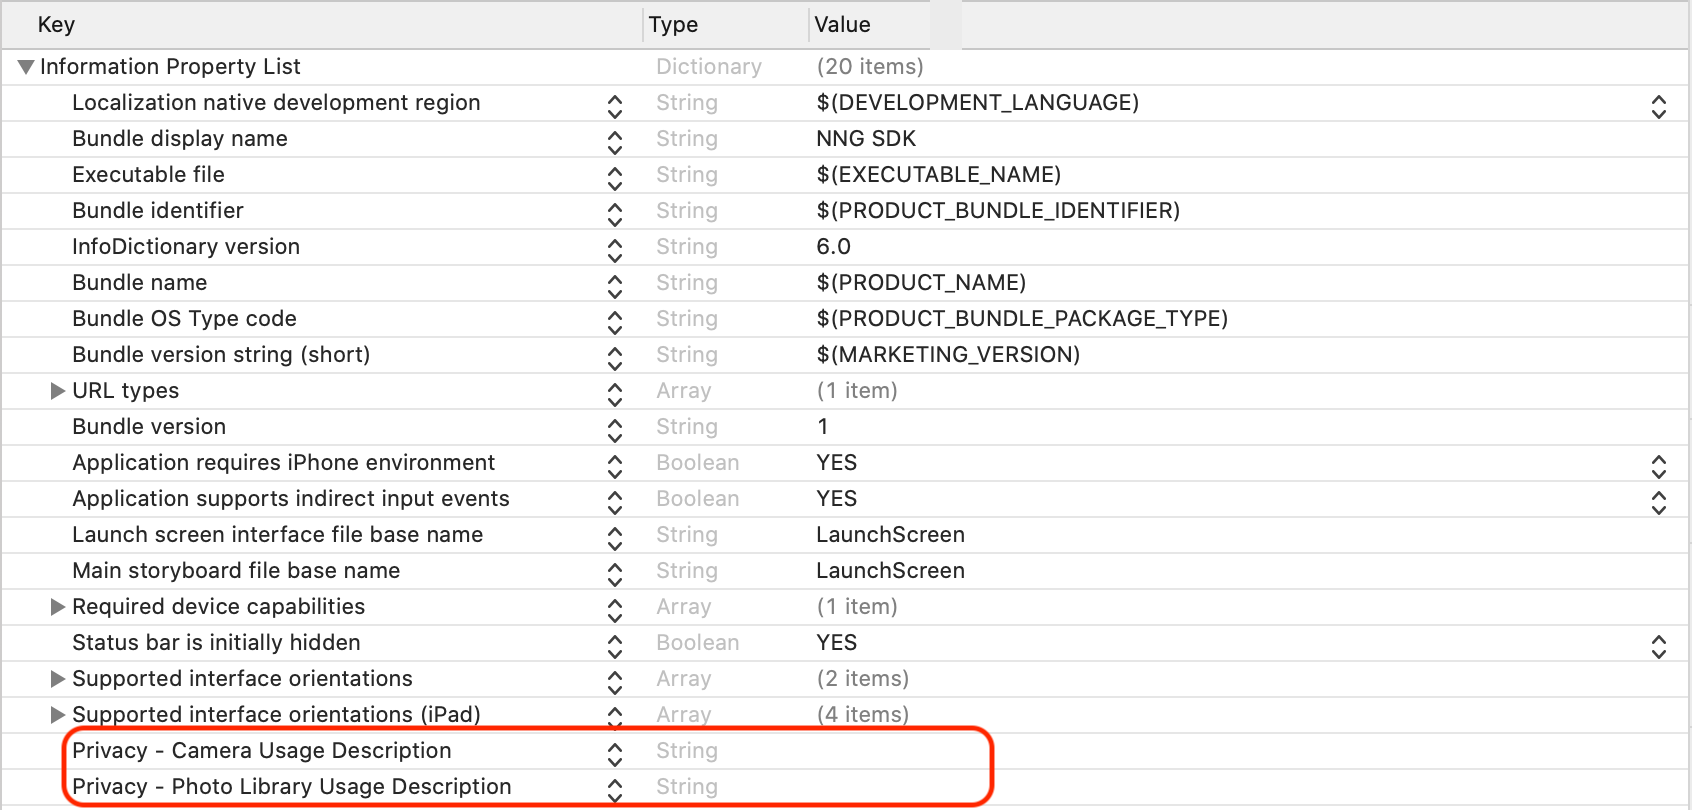 Key Type Value
Information Property List Dictionary (20 items)
Localization native development region String $(DEVELOPMENT_LANGUAGE)
Bundle display name String NNG SDK
Executable file String $(EXECUTABLE_NAME)
Bundle identifier String $(PRODUCT_BUNDLE_IDENTIFIER)
InfoDictionary version String 6.0
Bundle name String $(PRODUCT_NAME)
Bundle OS Type code String $(PRODUCT_BUNDLE_PACKAGE_TYPE)
Bundle version string (short) String $(MARKETING_VERSION)
URL types Array (1 item)
Bundle version String 1
Application requires iPhone environment Boolean YES
Application supports indirect input events Boolean YES
Launch screen interface file base name String LaunchScreen
Main storyboard file base name String LaunchScreen
Required device capabilities Array (1 item)
Status bar is initially hidden Boolean YES
Supported interface orientations Array (2 items)
Supported interface orientations (iPad) Array (4 items)
Privacy - Camera Usage Description String
Privacy - Photo Library Usage Description String